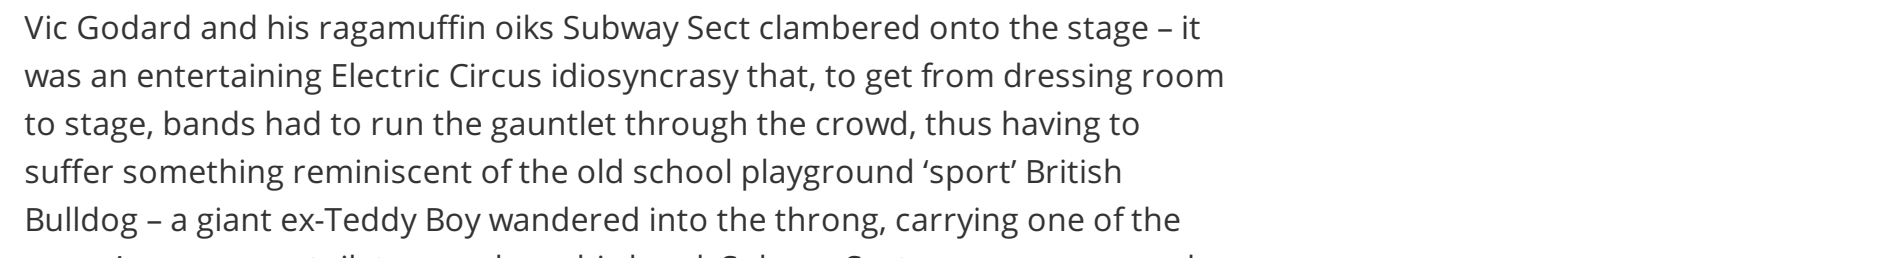 Vic Godard and his ragamuffin oiks Subway Sect clambered onto the stage – it
was an entertaining Electric Circus idiosyncrasy that, to get from dressing room
to stage, bands had to run the gauntlet through the crowd, thus having to
suffer something reminiscent of the old school playground ‘sport’ British
Bulldog – a giant ex-Teddy Boy wandered into the throng, carrying one of the